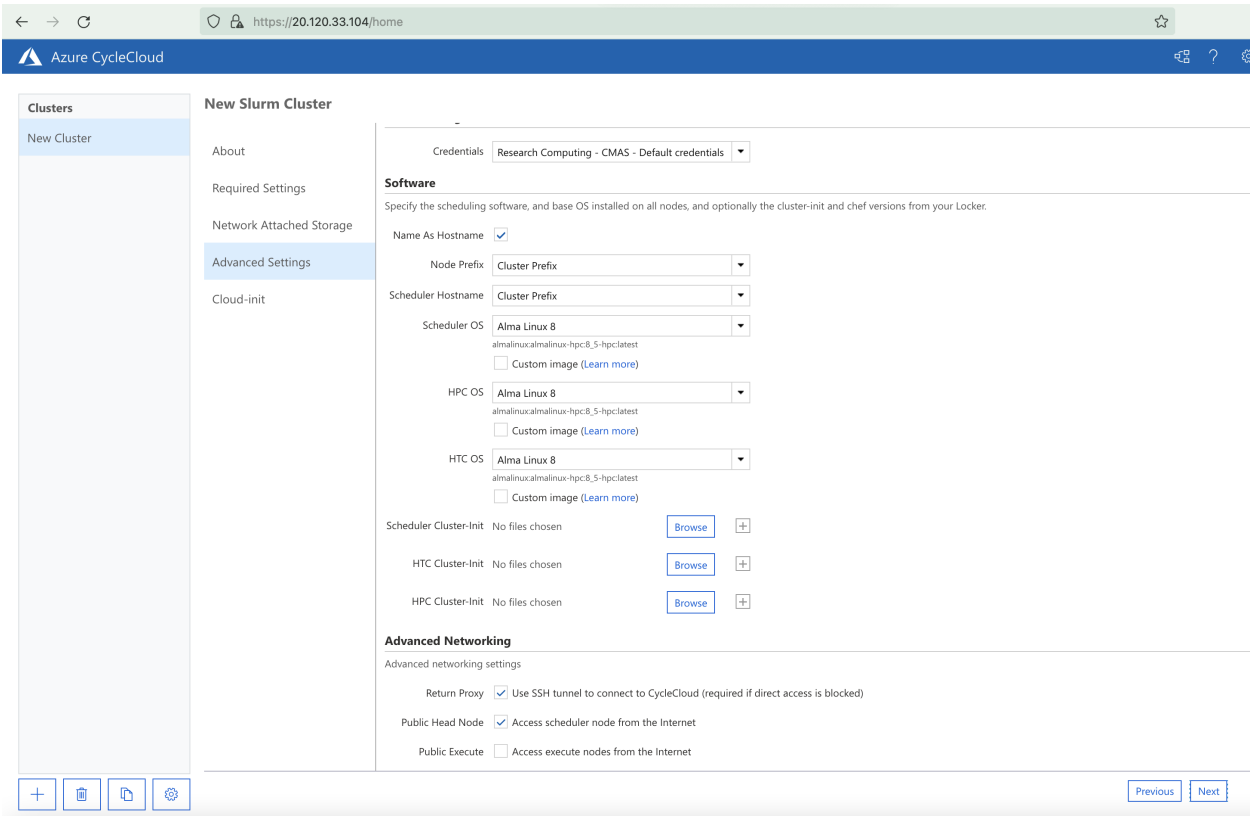 https://20.120.33.104/home
Azure CycleCloud
?
Clusters
New Cluster
New Slurm Cluster
About
Required Settings
Network Attached Storage
Advanced Settings
Cloud-init
Credentials Research Computing - CMAS - Default credentials
Software
Specify the scheduling software, and base OS installed on all nodes, and optionally the cluster-init and chef versions from your Locker.
Name As Hostname
Node Prefix Cluster Prefix
Scheduler Hostname Cluster Prefix
Scheduler OS Alma Linux 8
almalinux:almalinux-hpc:8_5-hpc:latest
Custom image (Learn more)
HPC OS Alma Linux 8
almalinux:almalinux-hpc:8_5-hpc:latest
Custom image (Learn more)
HTC OS Alma Linux 8
almalinux:almalinux-hpc:8_5-hpc:latest
Custom image (Learn more)
Scheduler Cluster-Init No files chosen Browse
HTC Cluster-Init No files chosen Browse
HPC Cluster-Init No files chosen Browse
Advanced Networking
Advanced networking settings
Return Proxy Use SSH tunnel to connect to CycleCloud (required if direct access is blocked)
Public Head Node Access scheduler node from the Internet
Public Execute Access execute nodes from the Internet
Previous Next